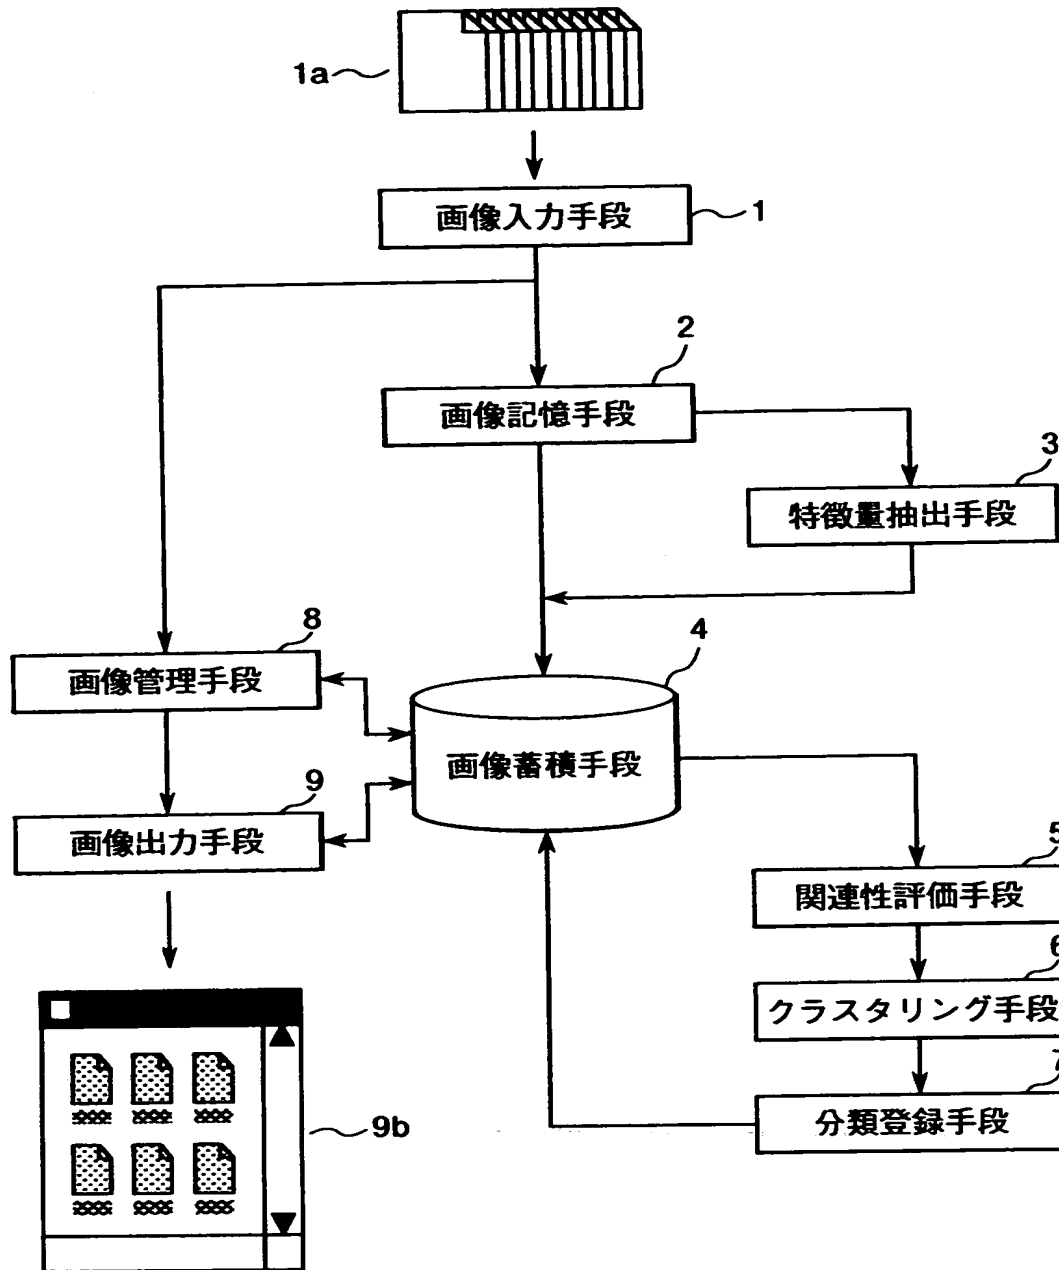 1a
画像入力手段
1
2
画像記憶手段
3
特徴量抽出手段
8
4
画像管理手段
画像蓄積手段
9
画像出力手段
5
関連性評価手段
6
クラスタリング手段
7
分類登録手段
9b